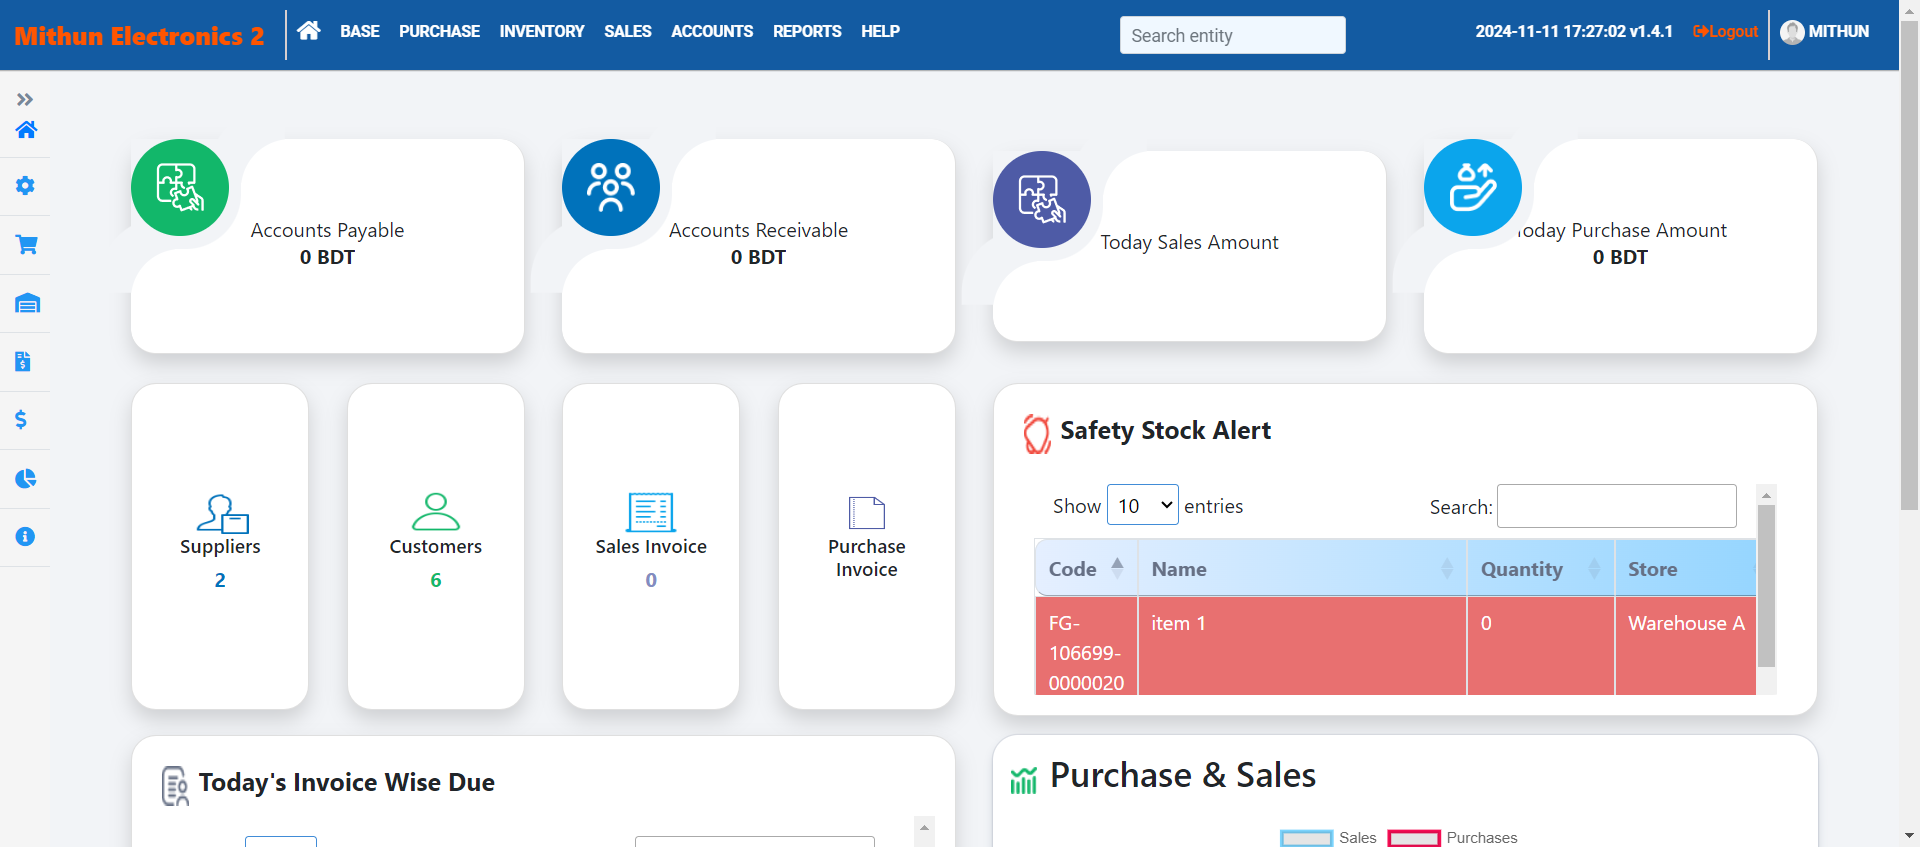 Mithun Electronics 2
BASE PURCHASE INVENTORY SALES ACCOUNTS REPORTS HELP
Search entity
2024-11-11 17:27:02 v1.4.1
Logout
MITHUN
Accounts Payable
0 BDT
Accounts Receivable
0 BDT
Today Sales Amount
Today Purchase Amount
0 BDT
Suppliers
2
Customers
6
Sales Invoice
0
Purchase
Invoice
Safety Stock Alert
Show 10 entries
Search:
Code Name Quantity Store
FG-
106699-
0000020
item 1
0
Warehouse A
Today's Invoice Wise Due
Purchase & Sales
Sales Purchases